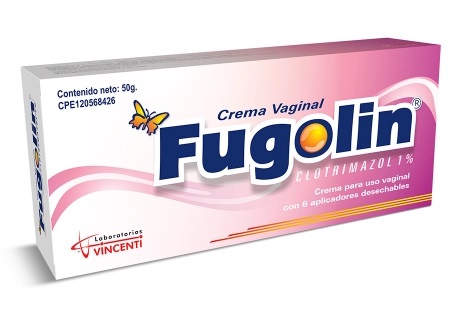 Contenido neto: 50g.
CPE120568426
Crema Vaginal
Fugolin®
CLOTRIMAZOL 1%
Crema para uso vaginal
con 6 aplicadores desechables
Laboratorios
VINCENTI